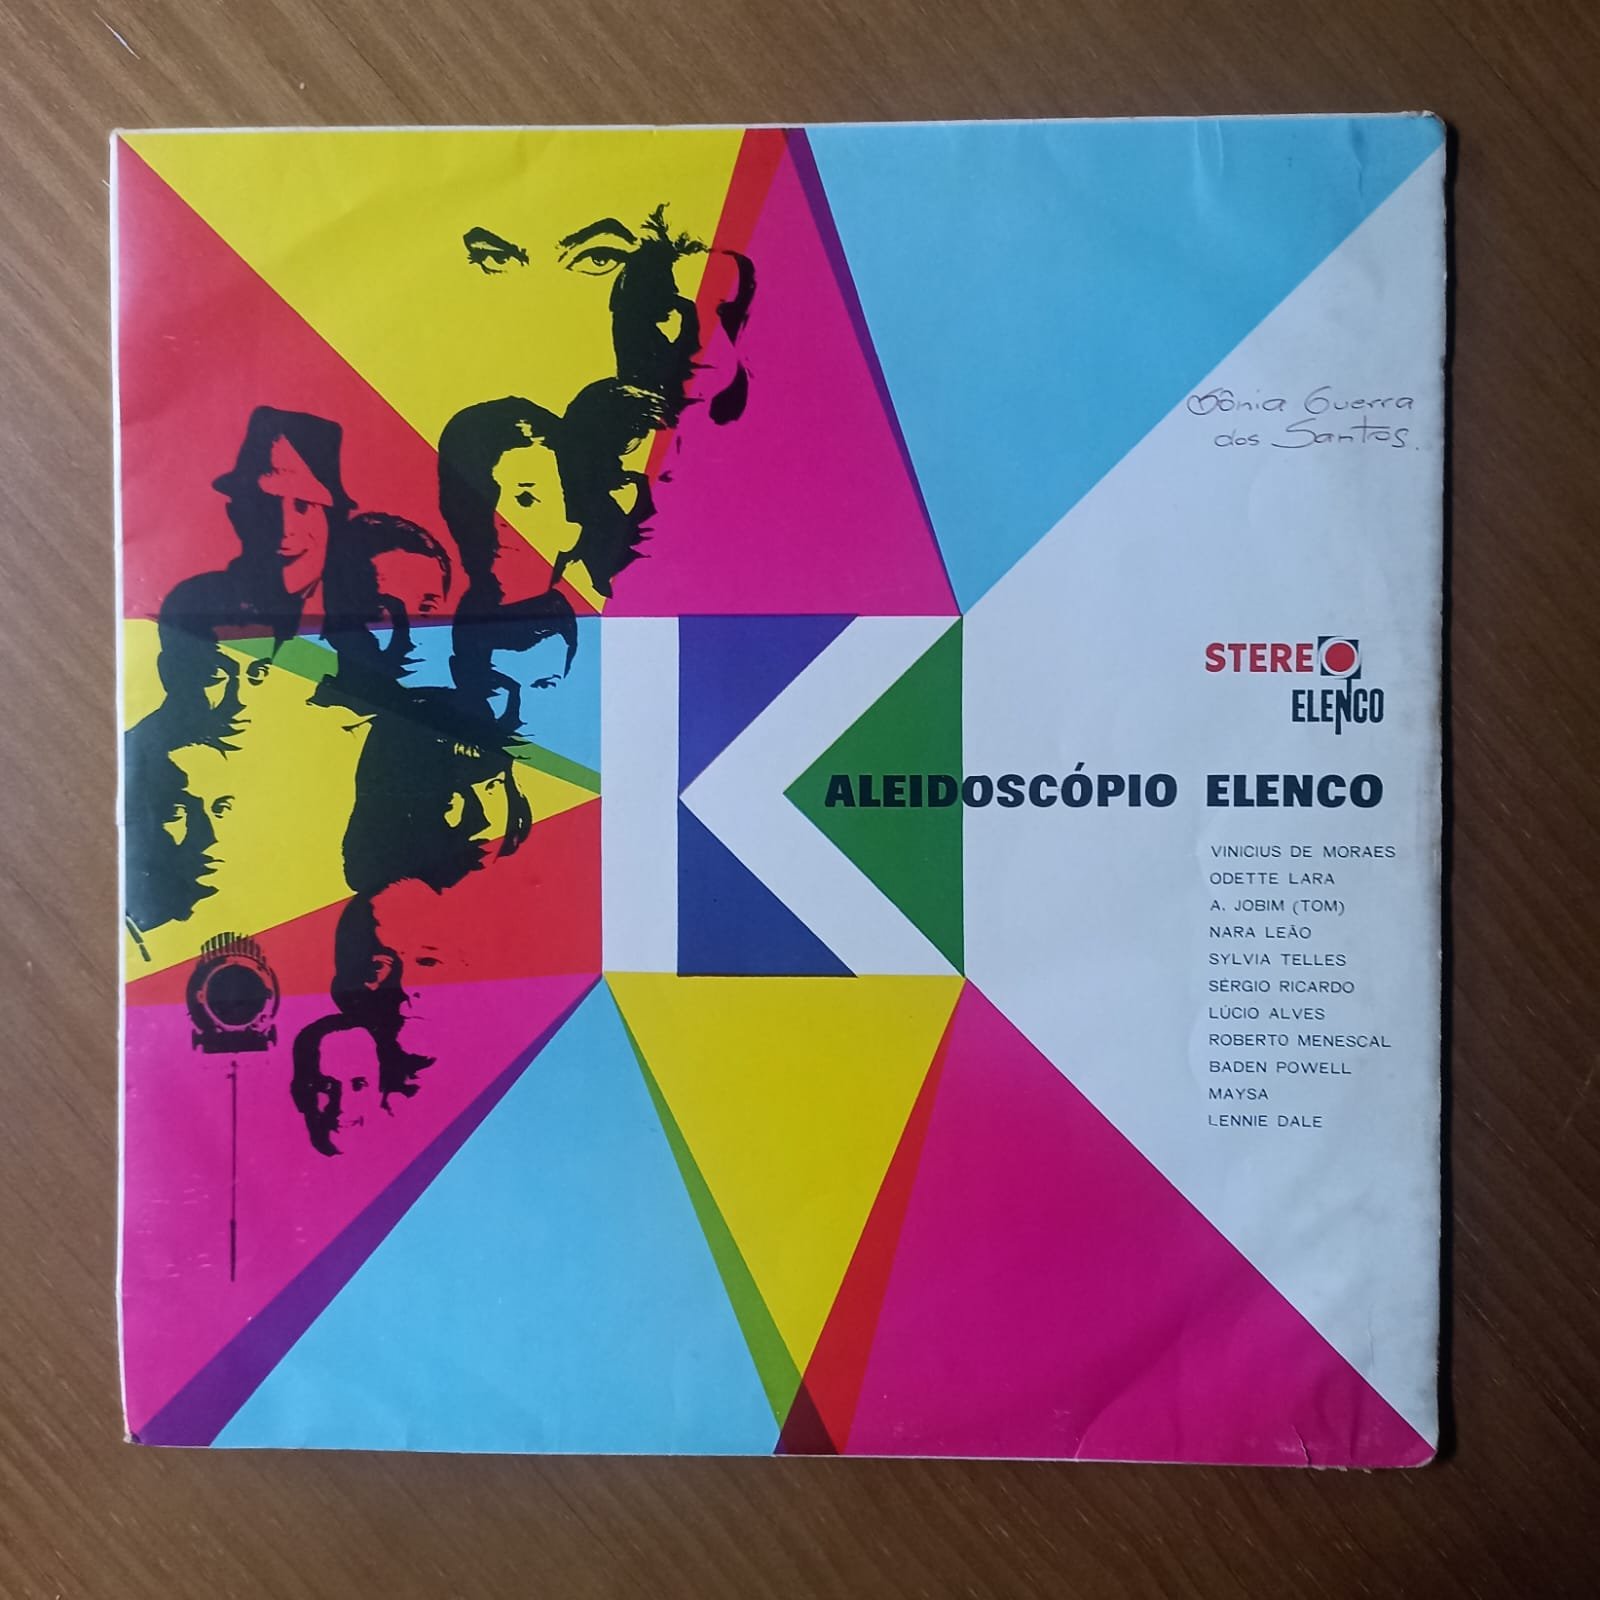 Sônia Guerra
dos Santos.
STEREO
ELENCO
KALEIDOSCÓPIO ELENCO
VINICIUS DE MORAES
ODETTE LARA
A. JOBIM (TOM)
NARA LEÃO
SYLVIA TELLES
SÉRGIO RICARDO
LÚCIO ALVES
ROBERTO MENESCAL
BADEN POWELL
MAYSA
LENNIE DALE